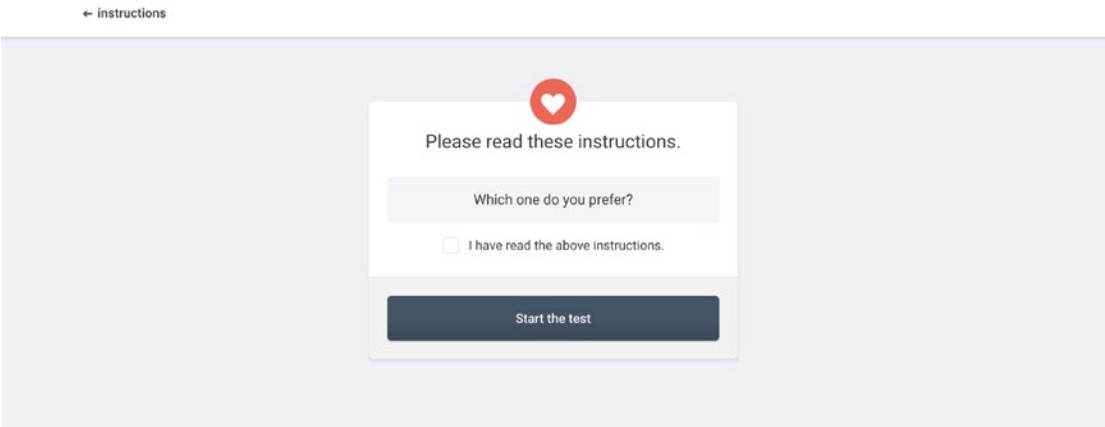 ← instructions
Please read these instructions.
Which one do you prefer?
I have read the above instructions.
Start the test